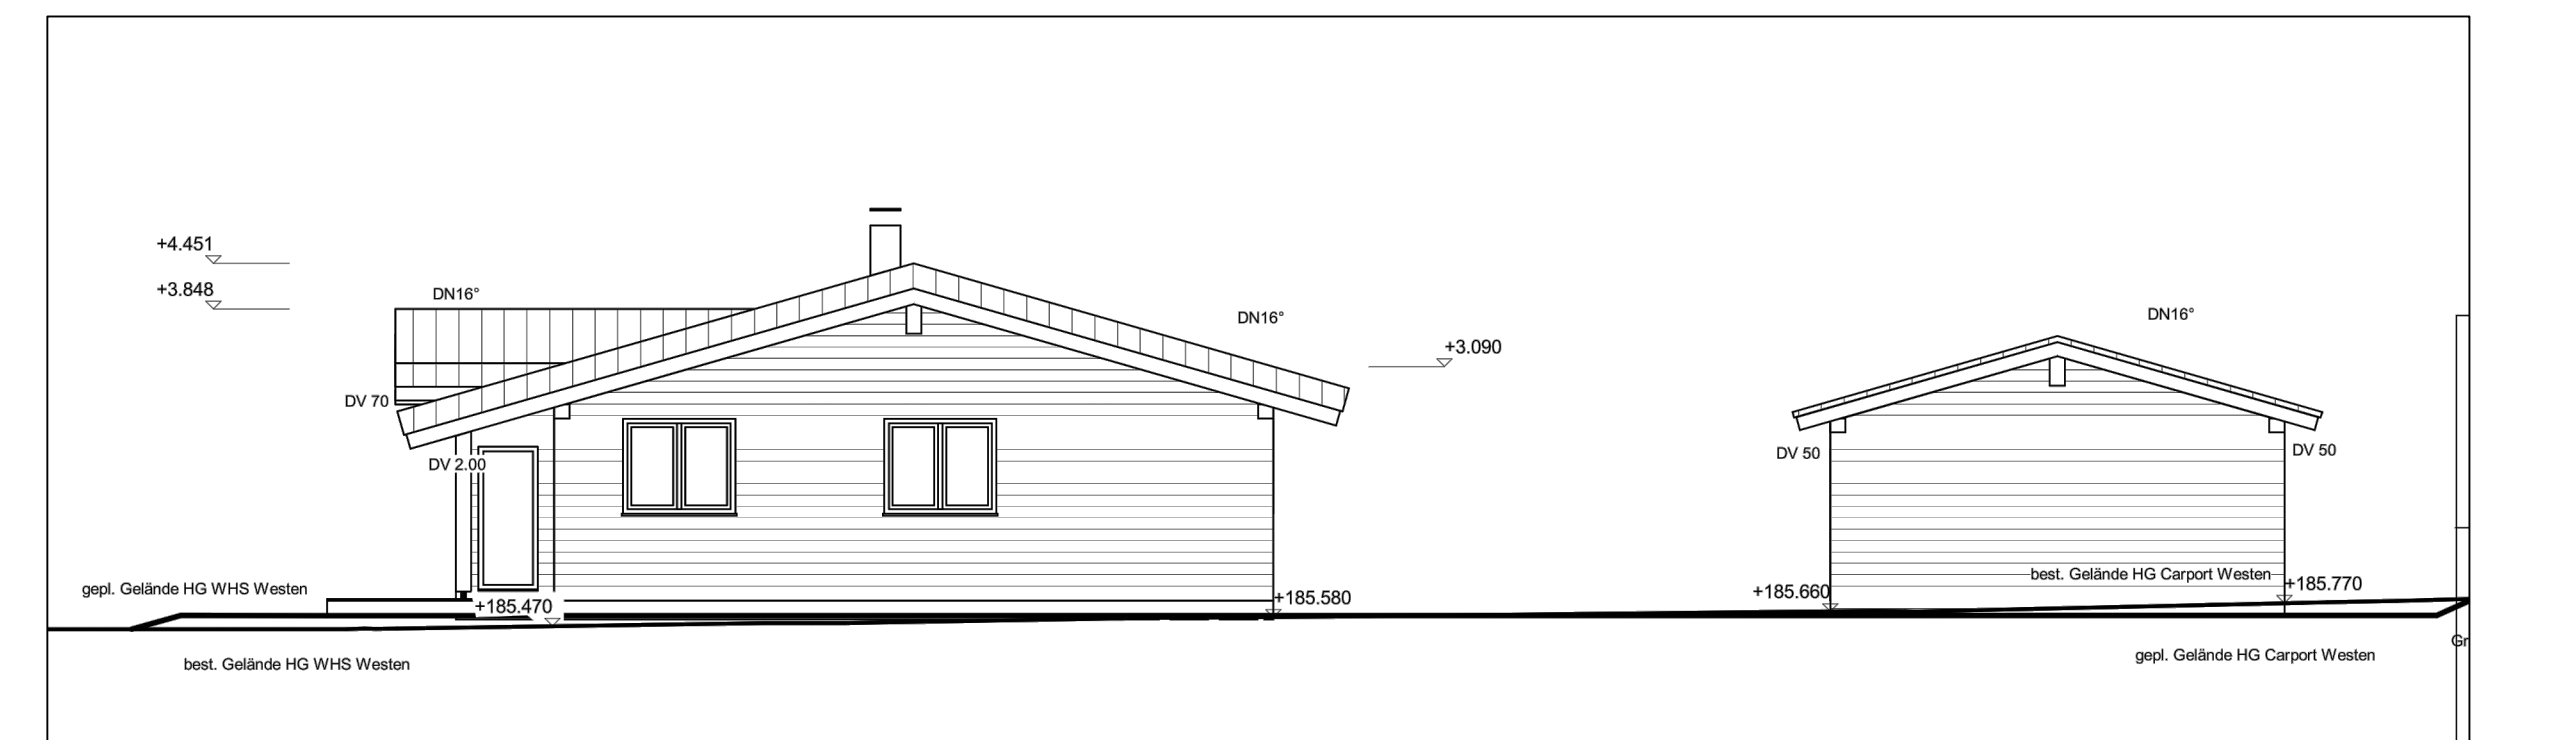 +4.451
+3.848
DN16°
DN16°
DN16°
+3.090
DV 70
DV 2.00
DV 50
DV 50
gepl. Gelände HG WHS Westen
+185.470
+185.580
+185.660
best. Gelände HG Carport Westen
+185.770
best. Gelände HG WHS Westen
gepl. Gelände HG Carport Westen
Gr